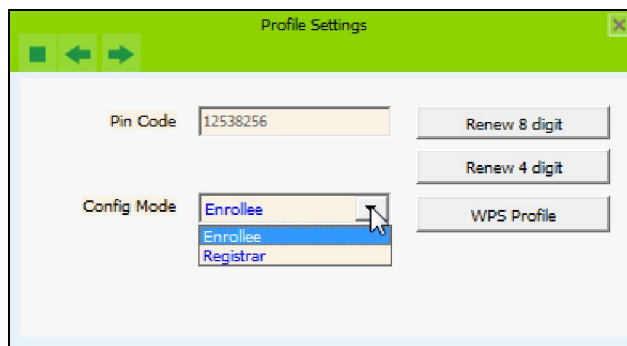 Profile Settings
Pin Code
12538256
Renew 8 digit
Renew 4 digit
Config Mode
Enrollee
WPS Profile
Enrollee
Registrar